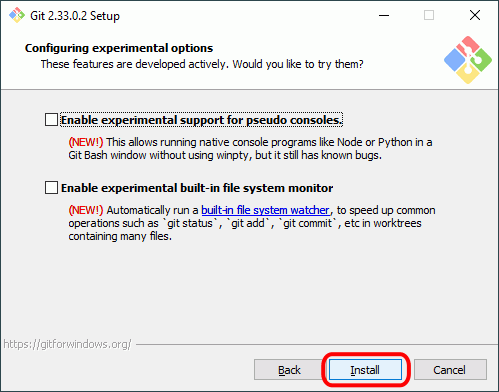 Git 2.33.0.2 Setup
Configuring experimental options
These features are developed actively. Would you like to try them?
Enable experimental support for pseudo consoles.
(NEW!) This allows running native console programs like Node or Python in a
Git Bash window without using winpty, but it still has known bugs.
Enable experimental built-in file system monitor
(NEW!) Automatically run a built-in file system watcher, to speed up common
operations such as `git status`, `git add`, `git commit`, etc in worktrees
containing many files.
https://gitforwindows.org/
Back Install Cancel